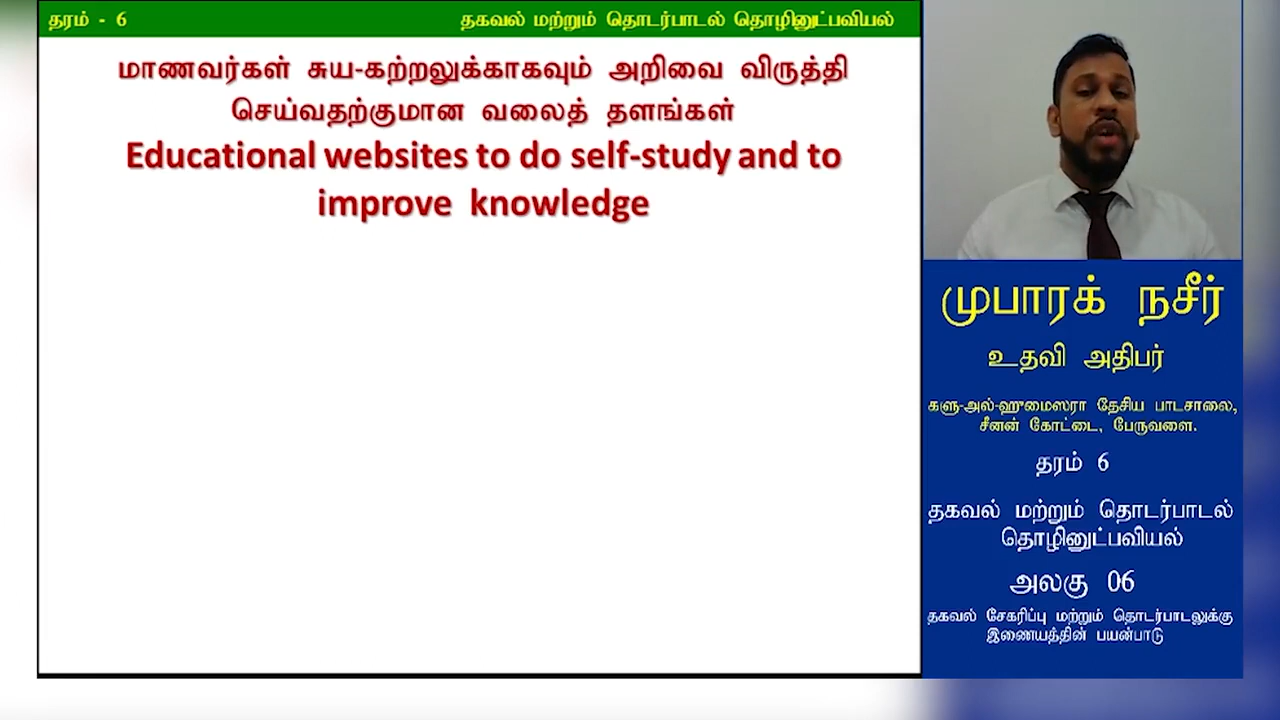 தரம் - 6
தகவல் மற்றும் தொடர்பாடல் தொழினுட்பவியல்
மாணவர்கள் சுய-கற்றலுக்காகவும் அறிவை விருத்தி
செய்வதற்குமான வலைத் தளங்கள்
Educational websites to do self-study and to
improve knowledge
முபாரக் நசீர்
உதவி அதிபர்
களு-அல்-ஹுமைஸரா தேசிய பாடசாலை,
சீனன் கோட்டை, பேருவளை.
தரம் 6
தகவல் மற்றும் தொடர்பாடல்
தொழினுட்பவியல்
அலகு 06
தகவல் சேகரிப்பு மற்றும் தொடர்பாடலுக்கு
இணையத்தின் பயன்பாடு